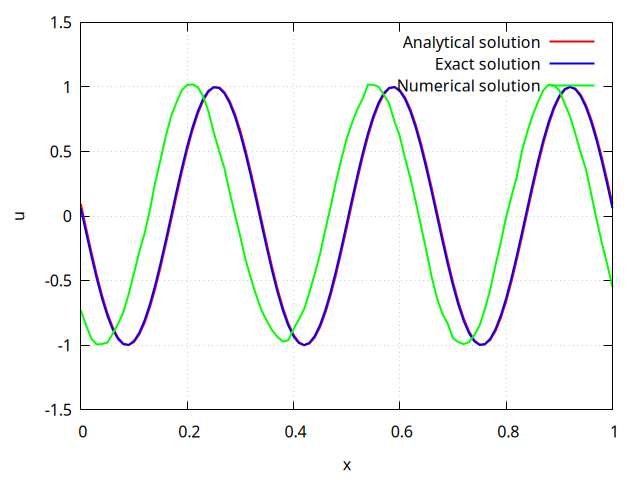 1.5
Analytical solution
Exact solution
Numerical solution
1
0.5
0
-0.5
-1
-1.5
u
0 0.2 0.4 0.6 0.8 1
x